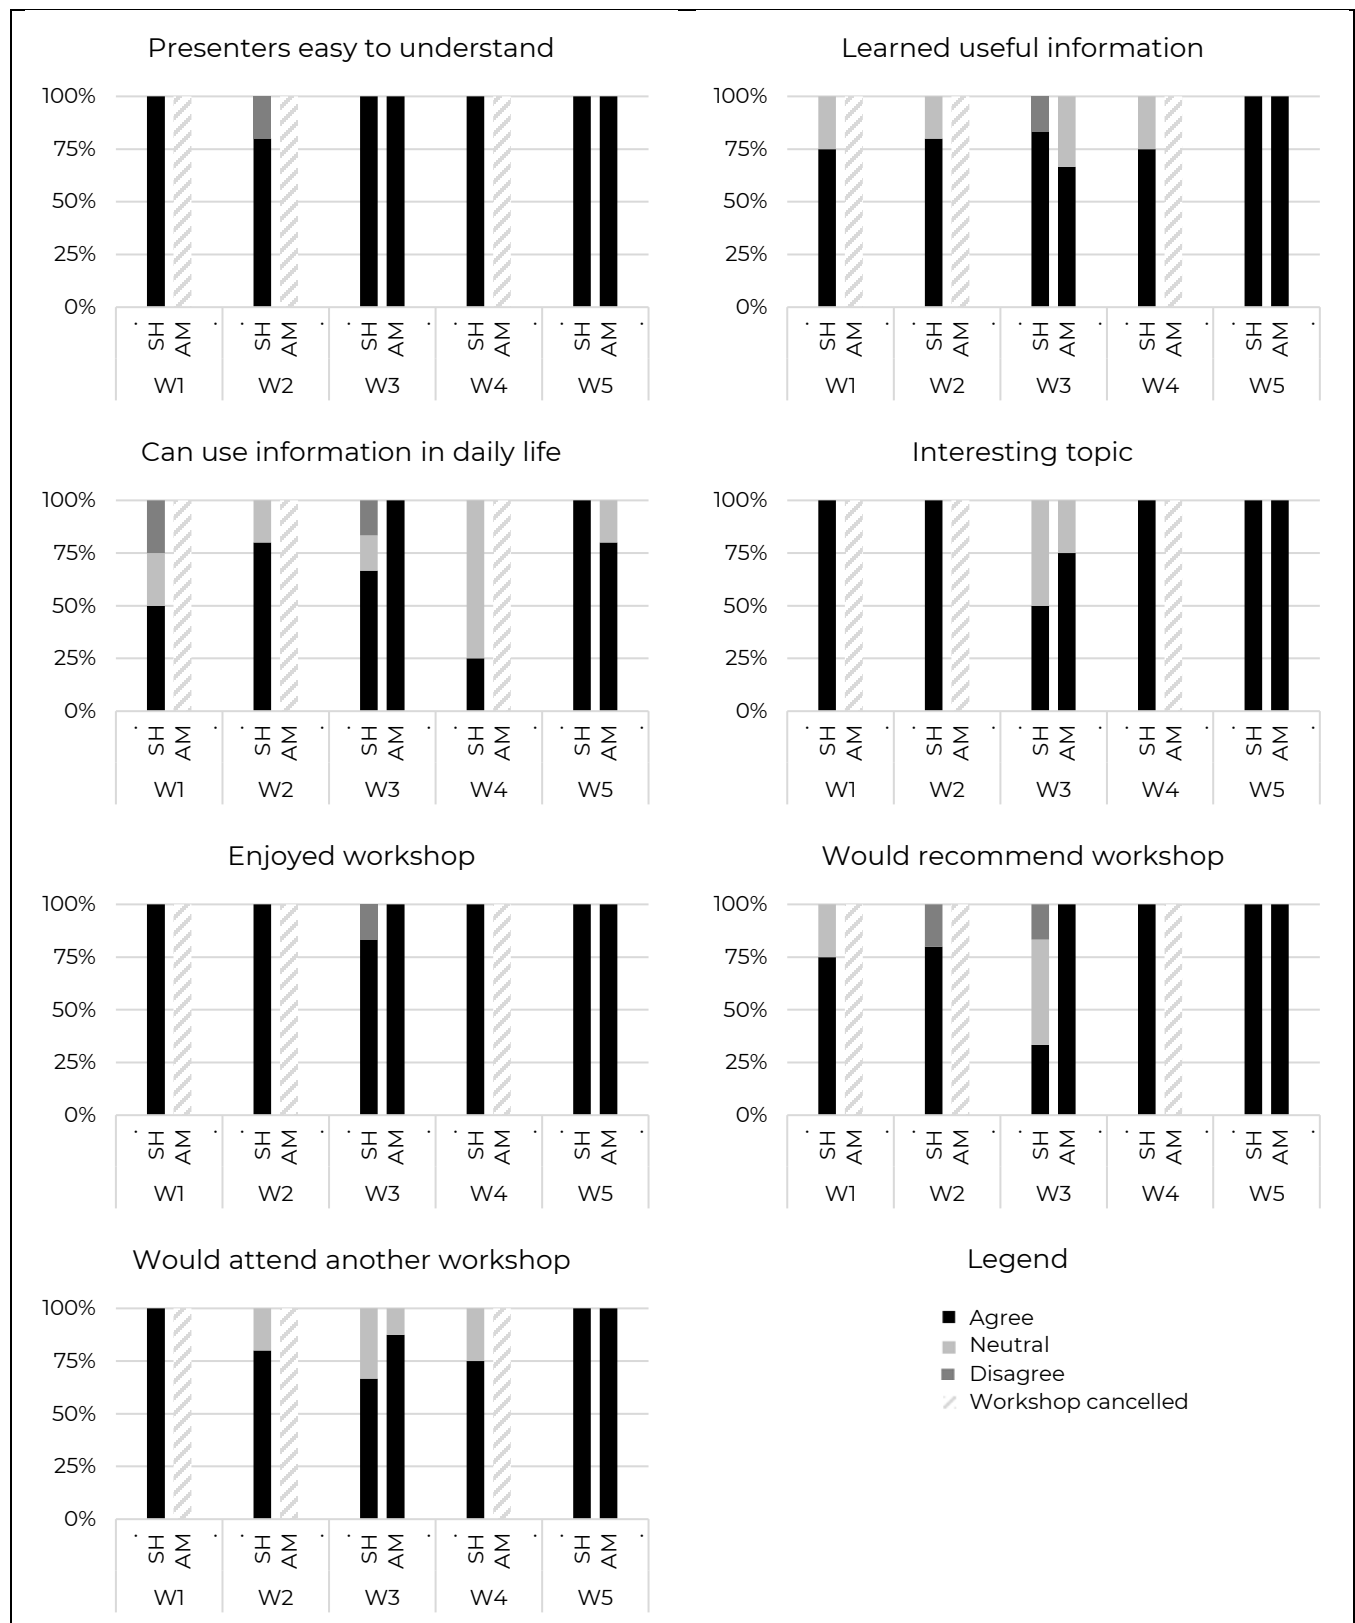 Presenters easy to understand
100%
75%
50%
25%
0%
. SH AM . . SH AM . . SH AM . . SH AM . . SH AM .
W1 W2 W3 W4 W5
Learned useful information
100%
75%
50%
25%
0%
. SH AM . . SH AM . . SH AM . . SH AM . . SH AM .
W1 W2 W3 W4 W5
Can use information in daily life
100%
75%
50%
25%
0%
. SH AM . . SH AM . . SH AM . . SH AM . . SH AM .
W1 W2 W3 W4 W5
Interesting topic
100%
75%
50%
25%
0%
. SH AM . . SH AM . . SH AM . . SH AM . . SH AM .
W1 W2 W3 W4 W5
Enjoyed workshop
100%
75%
50%
25%
0%
. SH AM . . SH AM . . SH AM . . SH AM . . SH AM .
W1 W2 W3 W4 W5
Would recommend workshop
100%
75%
50%
25%
0%
. SH AM . . SH AM . . SH AM . . SH AM . . SH AM .
W1 W2 W3 W4 W5
Would attend another workshop
100%
75%
50%
25%
0%
. SH AM . . SH AM . . SH AM . . SH AM . . SH AM .
W1 W2 W3 W4 W5
Legend
Agree
Neutral
Disagree
Workshop cancelled